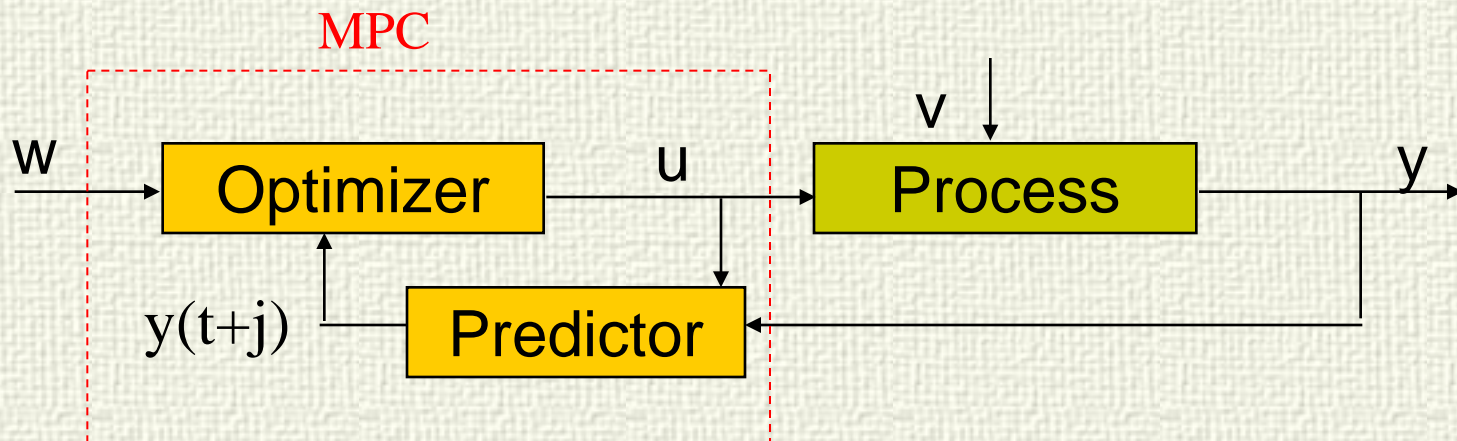 MPC
v
w
Optimizer
u
Process
y
y(t+j)
Predictor